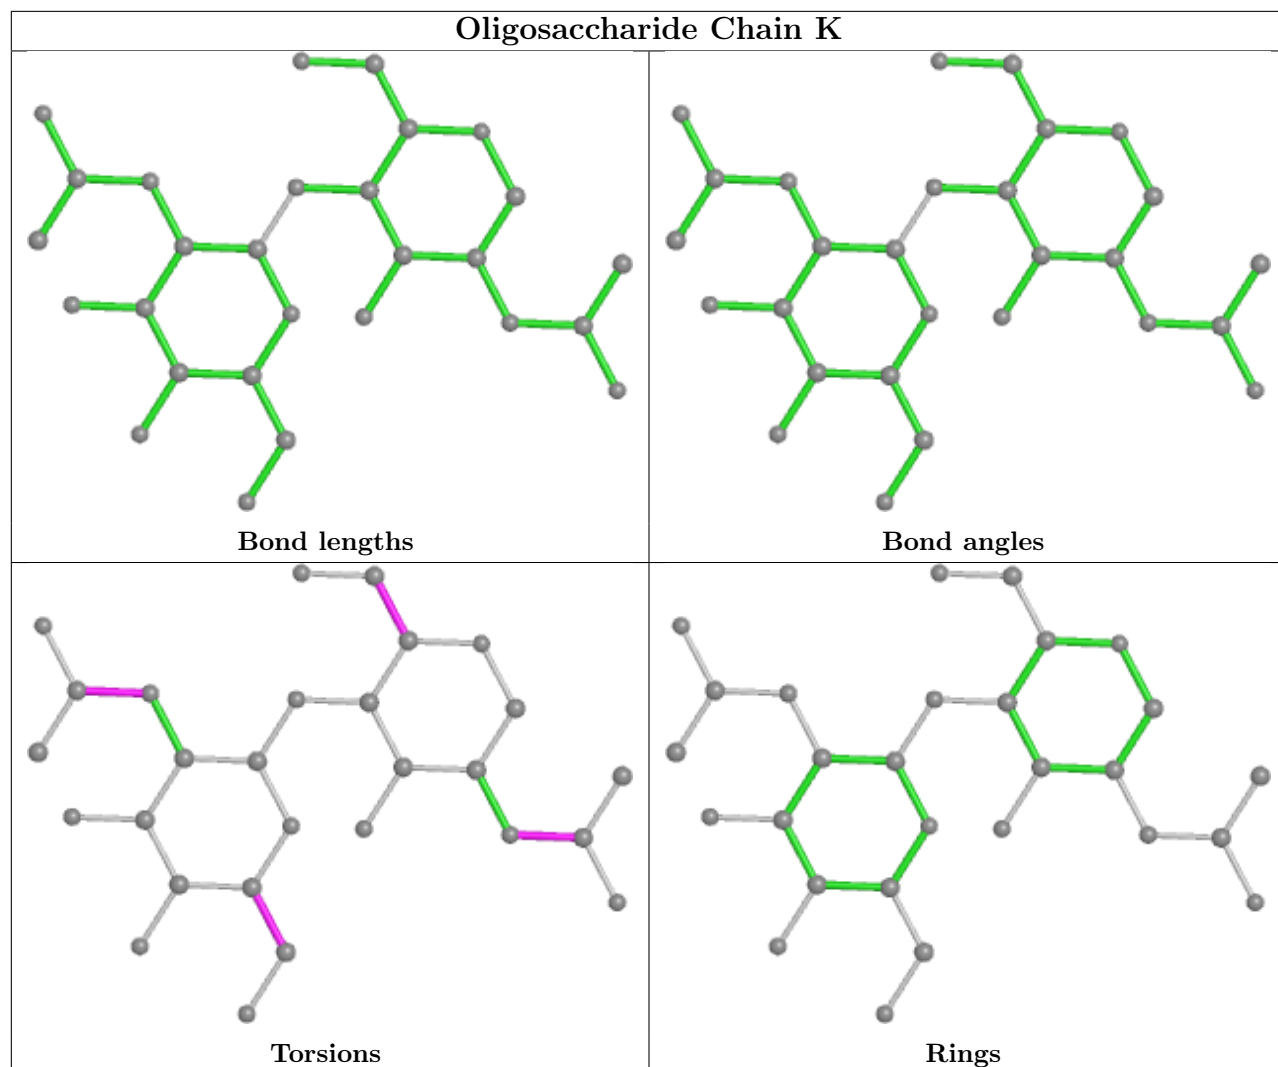 Oligosaccharide Chain K
Bond lengths
Bond angles
Torsions
Rings